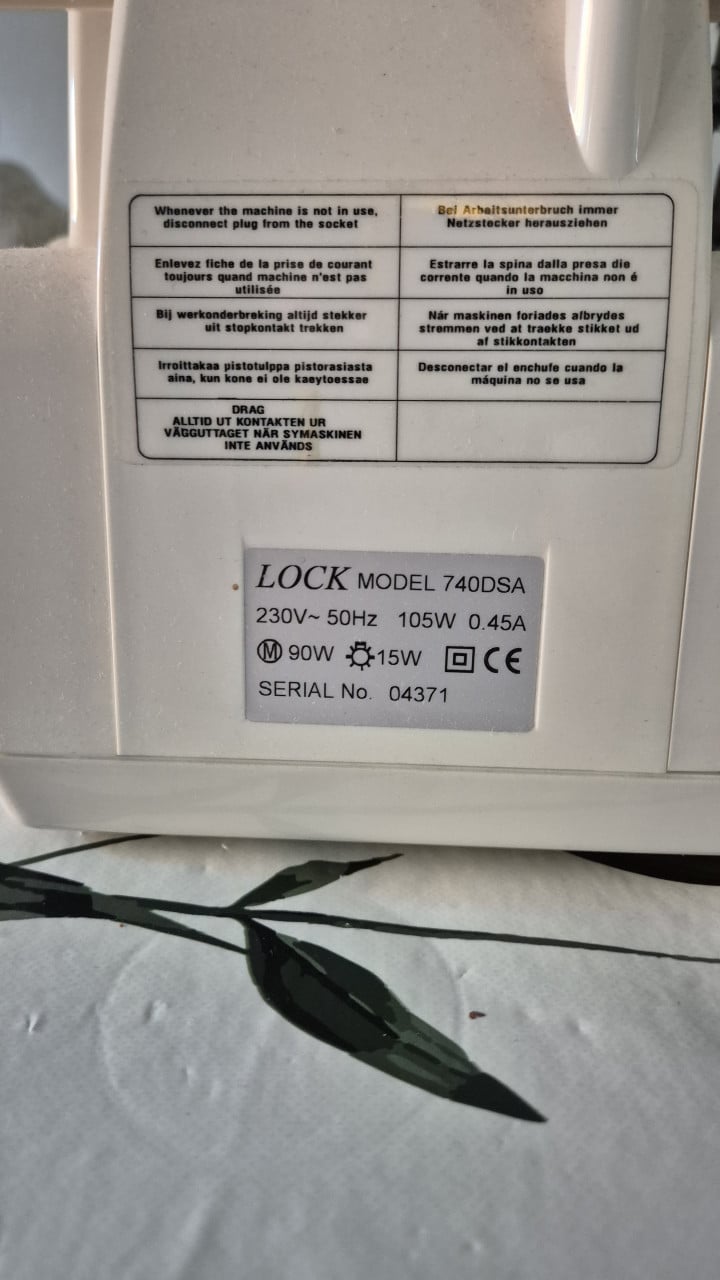 Whenever the machine is not in use,
disconnect plug from the socket
Bei Arbeitsunterbruch immer
Netzstecker herausziehen
Enlevez fiche de la prise de courant
toujours quand machine n'est pas
utilisée
Estrarre la spina dalla presa die
corrente quando la macchina non é
in uso
Bij werkonderbreking altijd stekker
uit stopkontakt trekken
Når maskinen foriades albrydes
strømmen ved at traekke stikket ud
af stikkontakten
Irroittakaa pistotulppa pistorasiasta
aina, kun kone ei ole kaeytoessae
Desconectar el enchufe cuando la
máquina no se usa
DRAG
ALLTID UT KONTAKTEN UR
VÄGGUTTAGET NÄR SYMASKINEN
INTE ANVÄNDS
LOCK MODEL 740DSA
230V~ 50Hz 105W 0.45A
M 90W 15W CE
SERIAL No. 04371